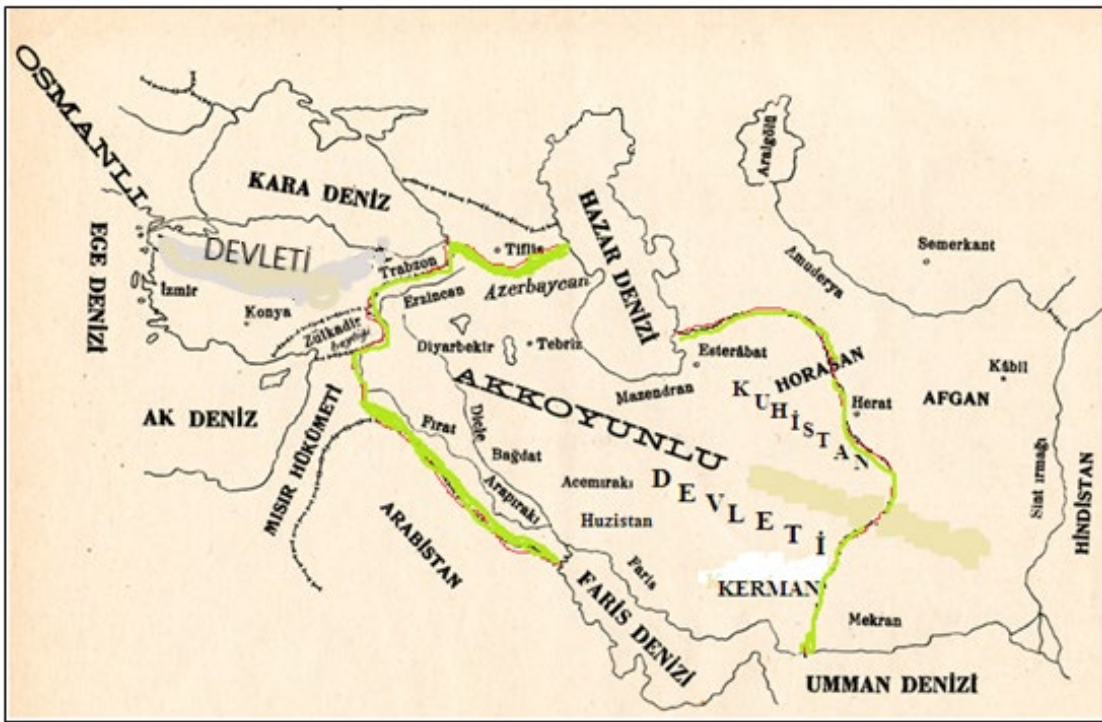 OSMANLI
DEVLETİ
KARA DENİZ
EGE DENİZİ
İzmir
Konya
Trabzon
Erzincan
Zülkadir
beyliği
Tiflis
Azerbaycan
HAZAR DENİZİ
Aralgölü
Amuderya
Semerkant
AK DENİZ
MISIR HÜKÜMETİ
Diyarbekir
Tebriz
Mazendran
Esterâbat
HORASAN
KUHİSTAN
Herat
AFGAN
Kâbil
AKKOYUNLU
DEVLETİ
Fırat
Dicle
Bağdat
Arapırakı
Acemırakı
Huzistan
ARABİSTAN
Faris
FARİS DENİZİ
KERMAN
Mekran
UMMAN DENİZİ
Sint ırmağı
HİNDİSTAN